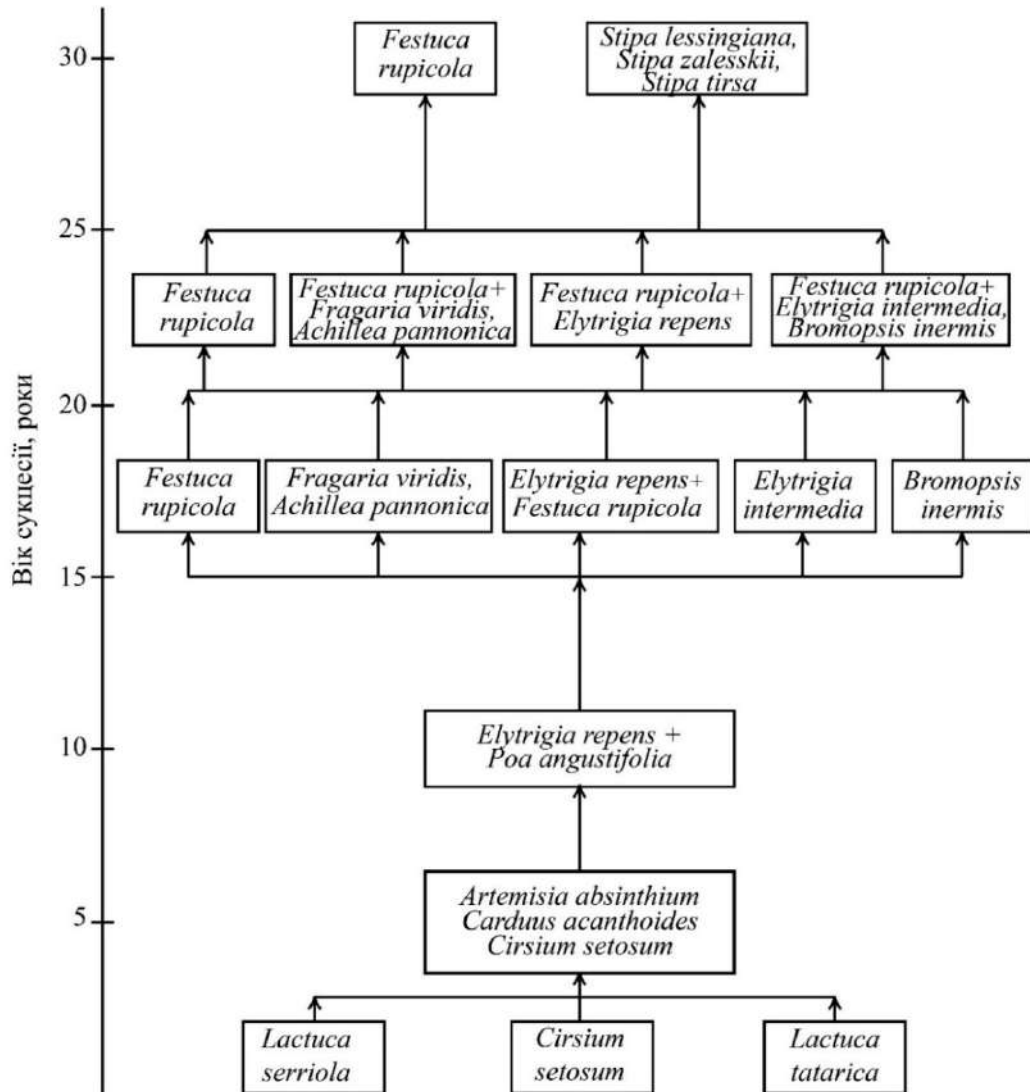 30
Festuca
rupicola
Stipa lessingiana,
Stipa zalesskii,
Stipa tirsa
25
Festuca
rupicola
Festuca rupicola+
Fragaria viridis,
Achillea pannonica
Festuca rupicola+
Elytrigia repens
Festuca rupicola+
Elytrigia intermedia,
Bromopsis inermis
20
Festuca
rupicola
Fragaria viridis,
Achillea pannonica
Elytrigia repens+
Festuca rupicola
Elytrigia
intermedia
Bromopsis
inermis
15
Вік сукцесії, роки
Elytrigia repens +
Poa angustifolia
10
Artemisia absinthium
Carduus acanthoides
Cirsium setosum
5
Lactuca
serriola
Cirsium
setosum
Lactuca
tatarica